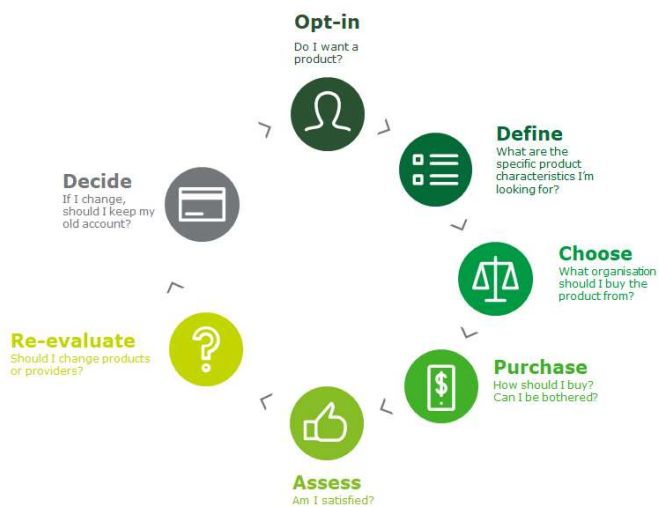 Opt-in
Do I want a
product?
Define
What are the
specific product
characteristics I'm
looking for?
Choose
What organisation
should I buy the
product from?
Purchase
How should I buy?
Can I be bothered?
$
Assess
Am I satisfied?
Re-evaluate
Should I change products
or providers?
?
Decide
If I change,
should I keep my
old account?